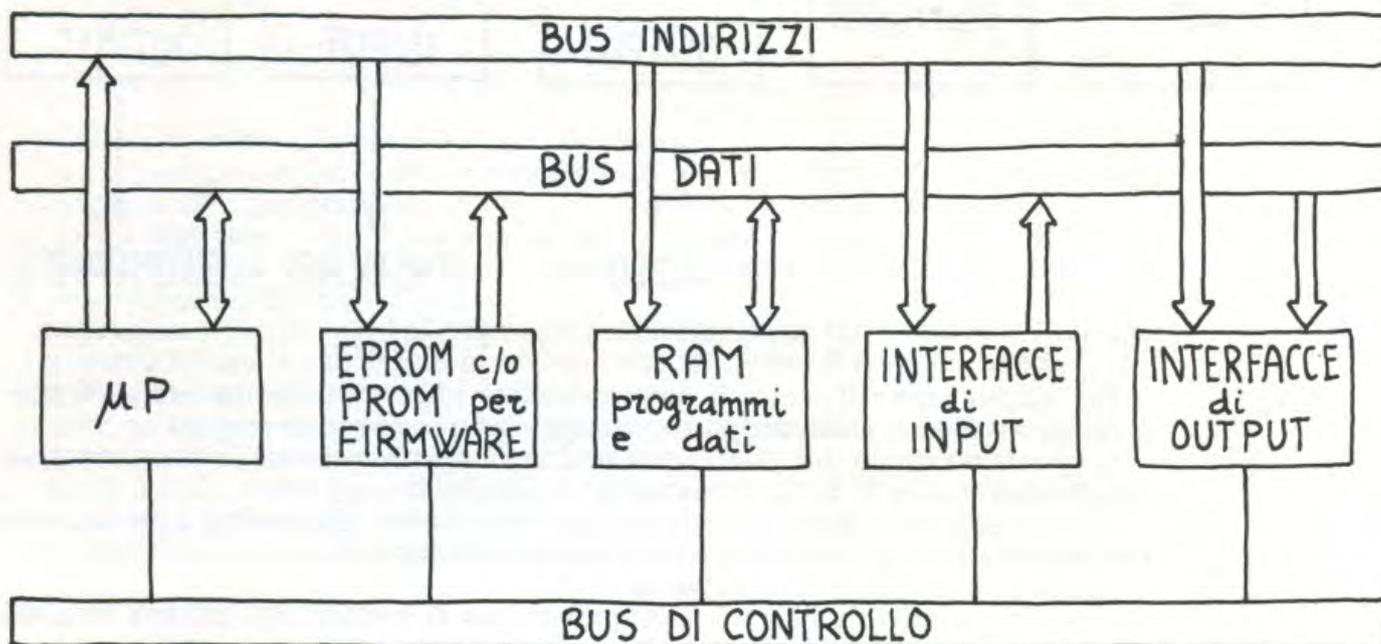 BUS INDIRIZZI
BUS DATI
μP
EPROM c/o
PROM per
FIRMWARE
RAM
programmi
e dati
INTERFACCE
di
INPUT
INTERFACCE
di
OUTPUT
BUS DI CONTROLLO